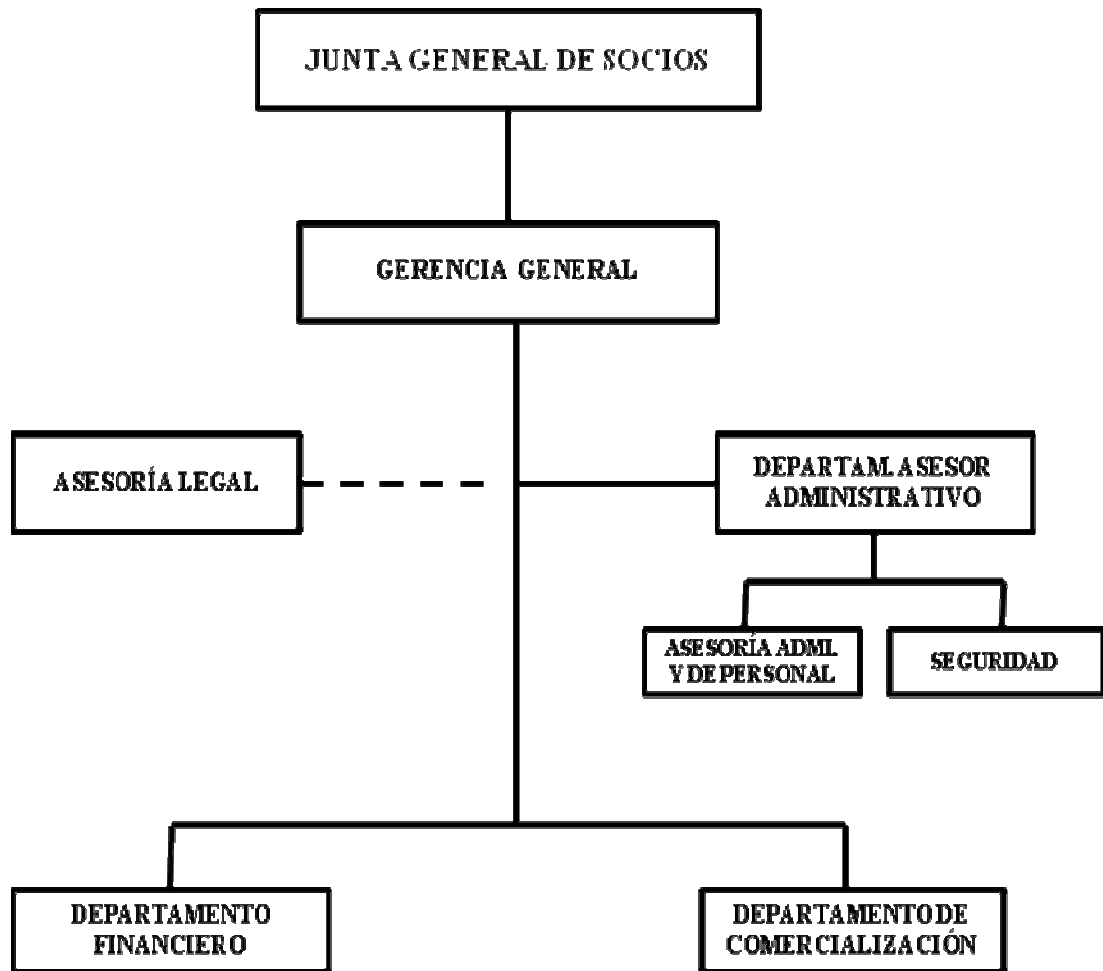 JUNTA GENERAL DE SOCIOS
GERENCIA GENERAL
ASESORÍA LEGAL
DEPARTAM. ASESOR
ADMINISTRATIVO
ASESORÍA ADML
Y DE PERSONAL
SEGURIDAD
DEPARTAMENTO
FINANCIERO
DEPARTAMENTO DE
COMERCIALIZACIÓN